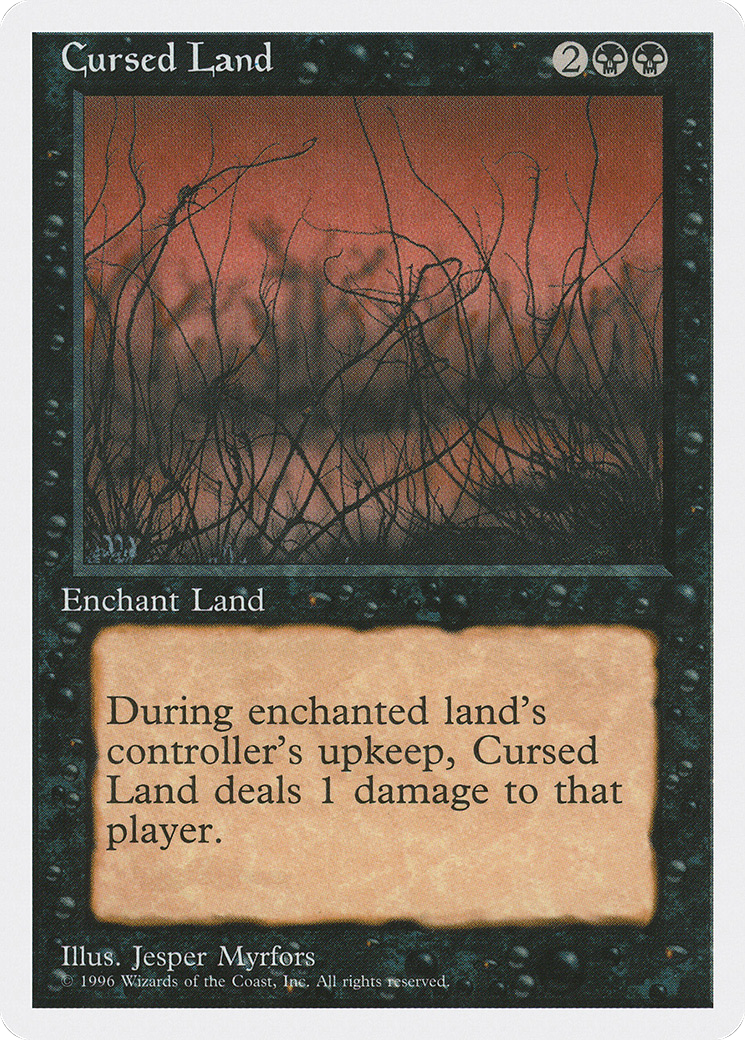 Cursed Land 2
Enchant Land
During enchanted land's
controller's upkeep, Cursed
Land deals 1 damage to that
player.
Illus. Jesper Myrfors
© 1996 Wizards of the Coast, Inc. All rights reserved.